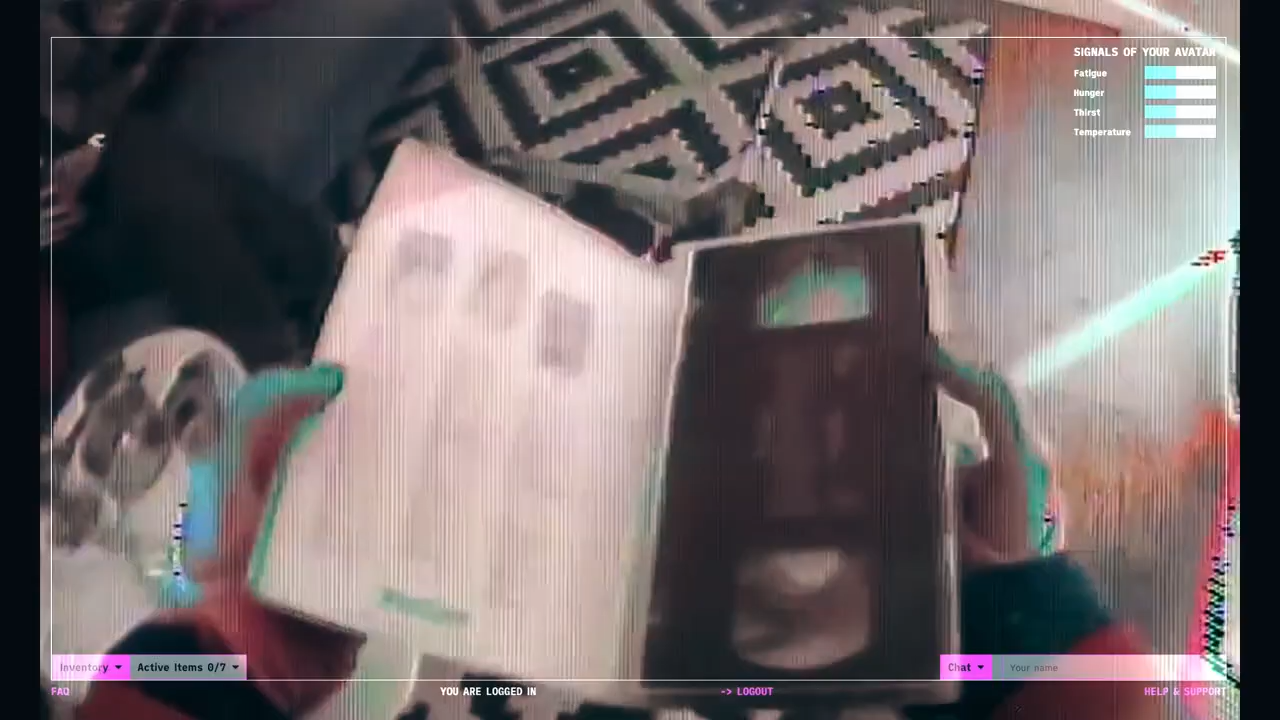 SIGNALS OF YOUR AVATAR
Fatigue
Hunger
Thirst
Temperature
Inventory
Active Items 0/7
Chat
Your name
FAQ
YOU ARE LOGGED IN
-> LOGOUT
HELP & SUPPORT